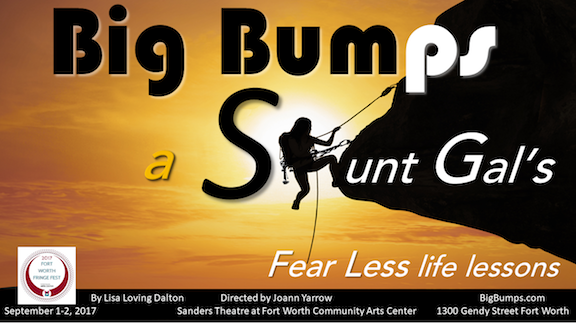 Big Bumps
a Stunt Gal's
Fear Less life lessons
2017
FORT
WORTH
FRINGE FEST
By Lisa Loving Dalton Directed by Joann Yarrow BigBumps.com
September 1-2, 2017 Sanders Theatre at Fort Worth Community Arts Center 1300 Gendy Street Fort Worth